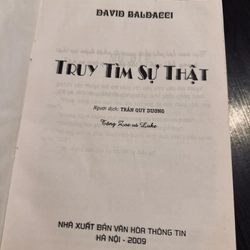 DAVID BALDACCI
TRUY TÌM SỰ THẬT
Người dịch: TRẦN QUÝ DƯƠNG
Tặng Zoe và Luke
NHÀ XUẤT BẢN VĂN HÓA THÔNG TIN
HÀ NỘI - 2009